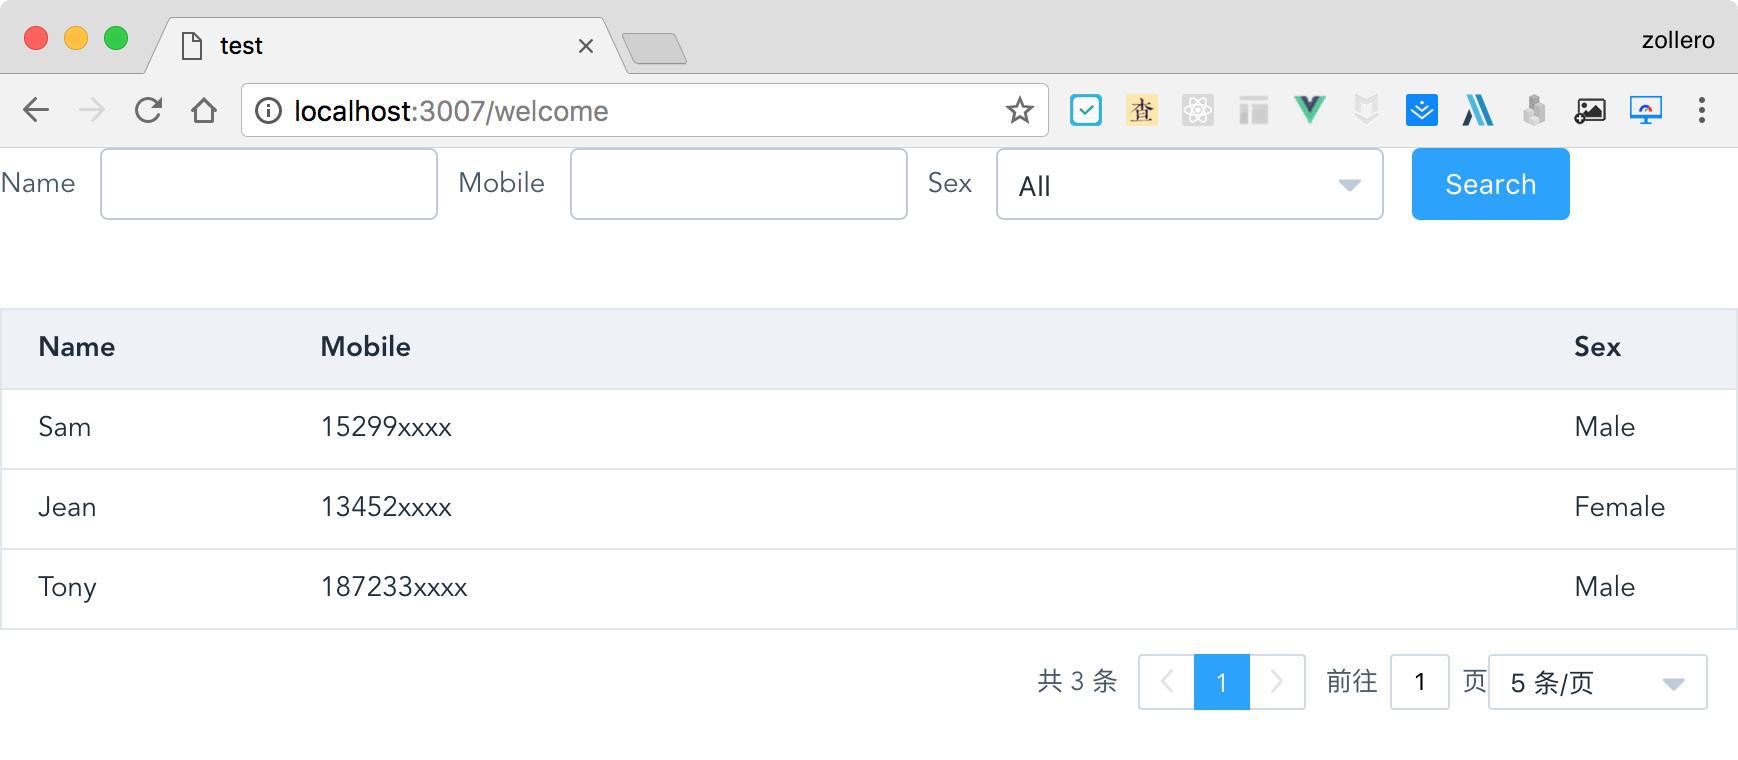 test
zollero
localhost:3007/welcome
查
Name Mobile Sex All Search
Name Mobile Sex
Sam 15299xxxx Male
Jean 13452xxxx Female
Tony 187233xxxx Male
共 3 条 1 前往 1 页 5 条/页